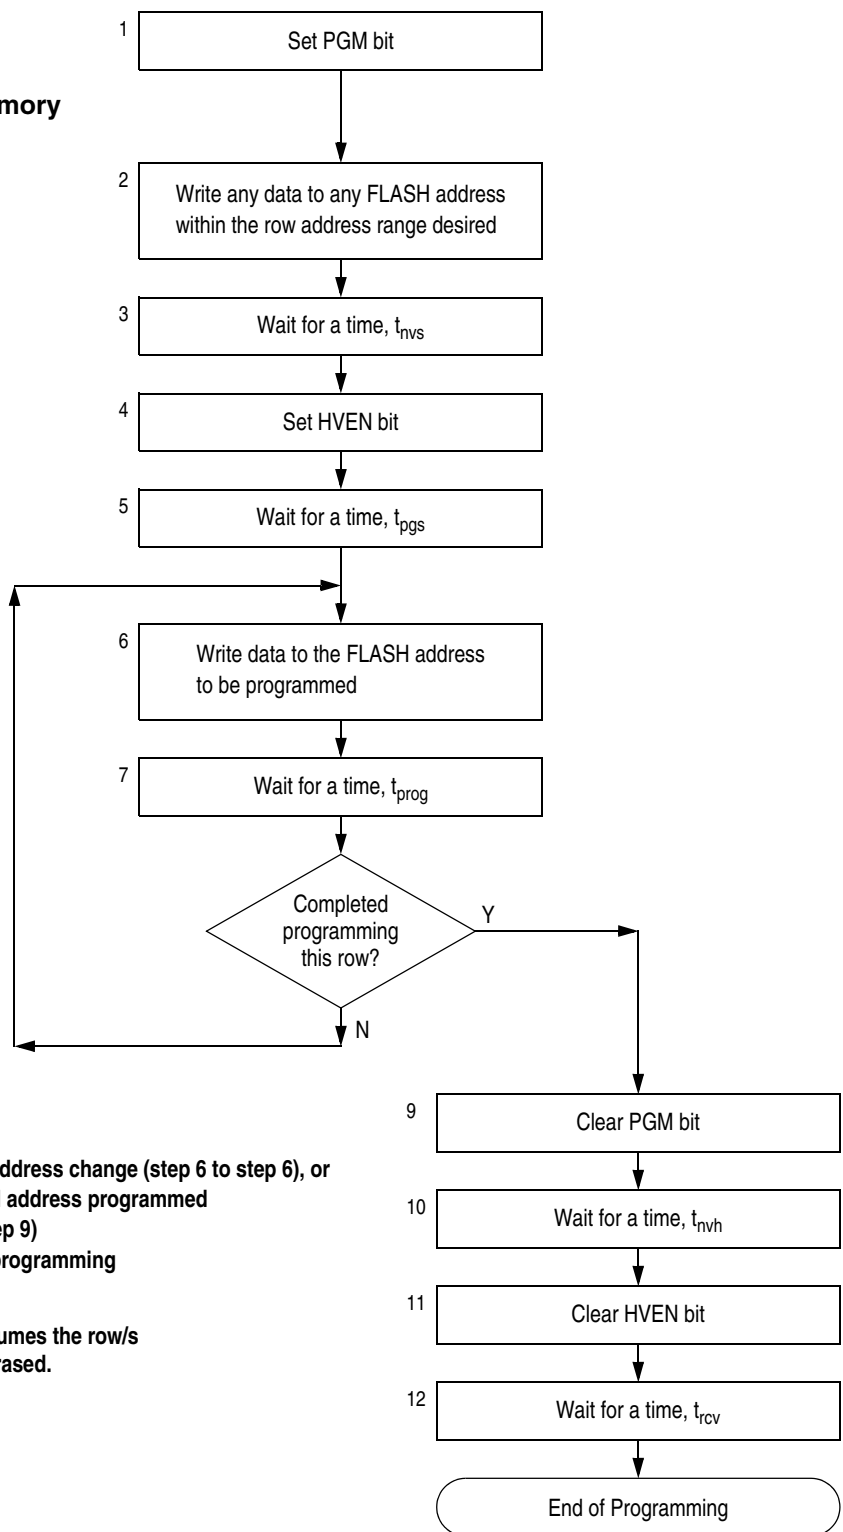 1
Set PGM bit
mory
2
Write any data to any FLASH address
within the row address range desired
3
Wait for a time, tnvs
4
Set HVEN bit
5
Wait for a time, tpgs
6
Write data to the FLASH address
to be programmed
7
Wait for a time, tprog
Completed
programming
this row?
Y
N
9
Clear PGM bit
ddress change (step 6 to step 6), or
address programmed
ep 9)
programming
10
Wait for a time, tnvh
11
Clear HVEN bit
umes the row/s
rased.
12
Wait for a time, trcv
End of Programming